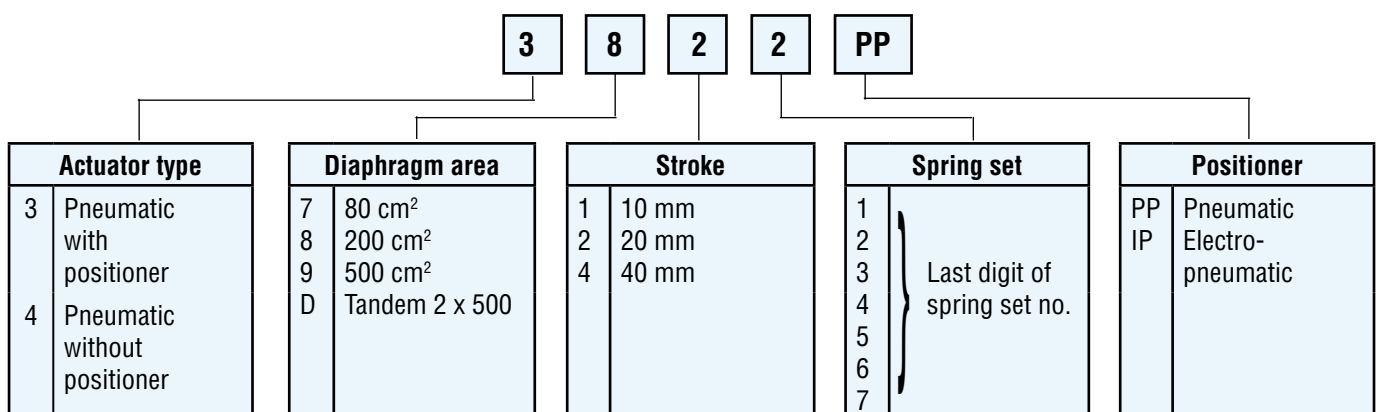 3 8 2 2 PP
Actuator type
3 Pneumatic
with
positioner
4 Pneumatic
without
positioner
Diaphragm area
7 80 cm²
8 200 cm²
9 500 cm²
D Tandem 2 x 500
Stroke
1 10 mm
2 20 mm
4 40 mm
Spring set
1
2
3 Last digit of
4 spring set no.
5
6
7
Positioner
PP Pneumatic
IP Electro-
pneumatic